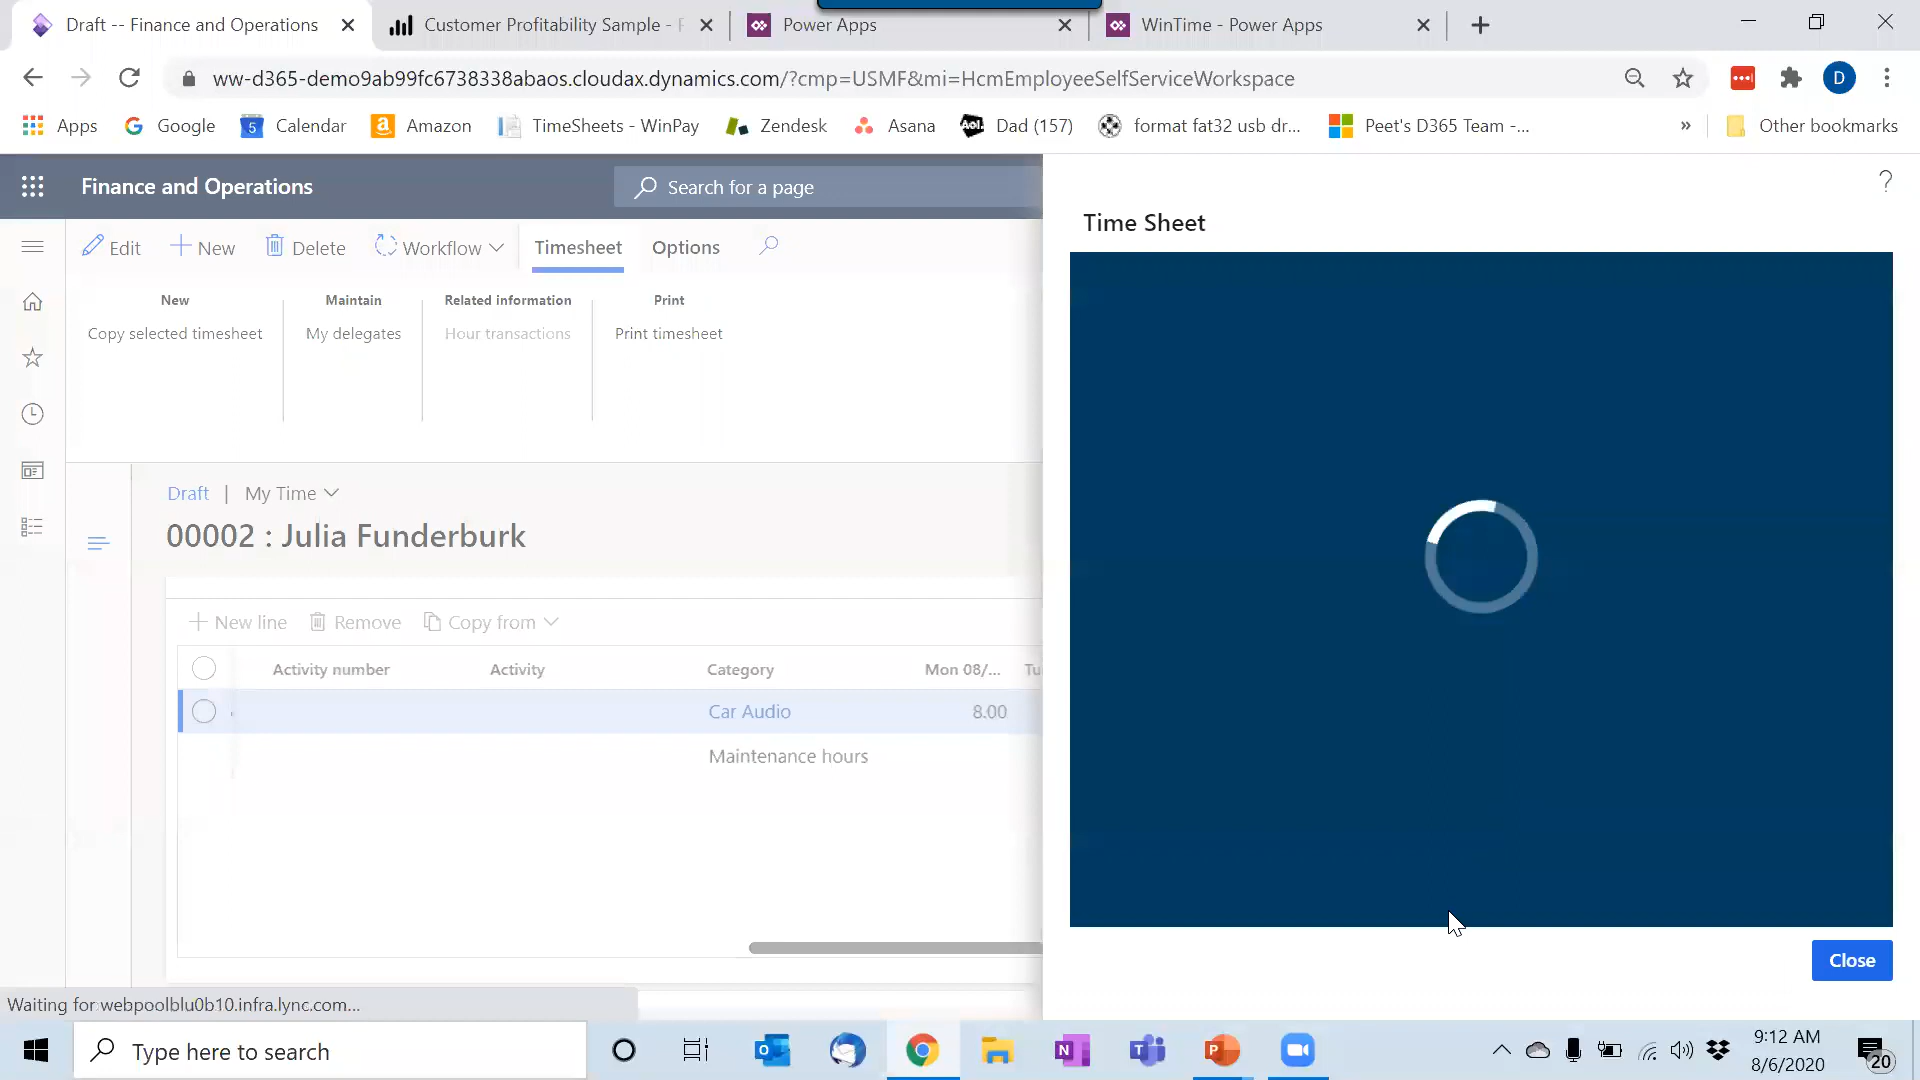 Draft -- Finance and Operations
Customer Profitability Sample -
Power Apps
WinTime - Power Apps
ww-d365-demo9ab99fc6738338abaos.cloudax.dynamics.com/?cmp=USMF&mi=HcmEmployeeSelfServiceWorkspace
D
Apps
Google
5
Calendar
Amazon
TimeSheets - WinPay
Zendesk
Asana
Aol.
Dad (157)
format fat32 usb dr...
Peet's D365 Team -...
»
Other bookmarks
Finance and Operations
Search for a page
?
Time Sheet
Edit
New
Delete
Workflow
Timesheet
Options
New
Maintain
Related information
Print
Copy selected timesheet
My delegates
Hour transactions
Print timesheet
Draft | My Time
00002 : Julia Funderburk
New line
Remove
Copy from
Activity number
Activity
Category
Mon 08/...
Tu
Car Audio
8.00
Maintenance hours
Close
Waiting for webpoolblu0b10.infra.lync.com...
Type here to search
9:12 AM
8/6/2020
20